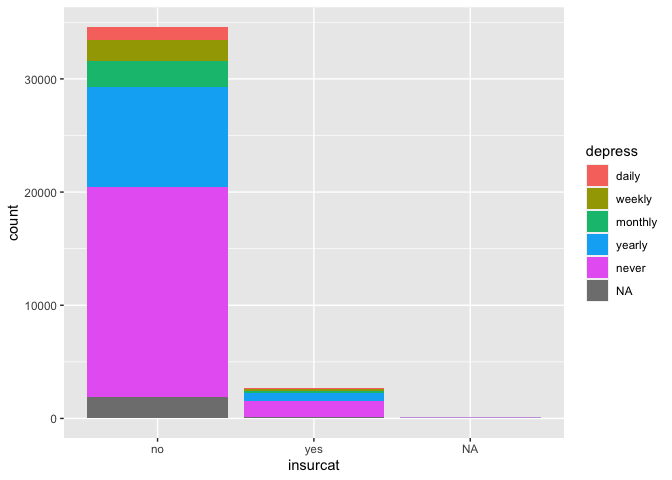 30000
20000
10000
0
count
no
yes
NA
insurcat
depress
daily
weekly
monthly
yearly
never
NA